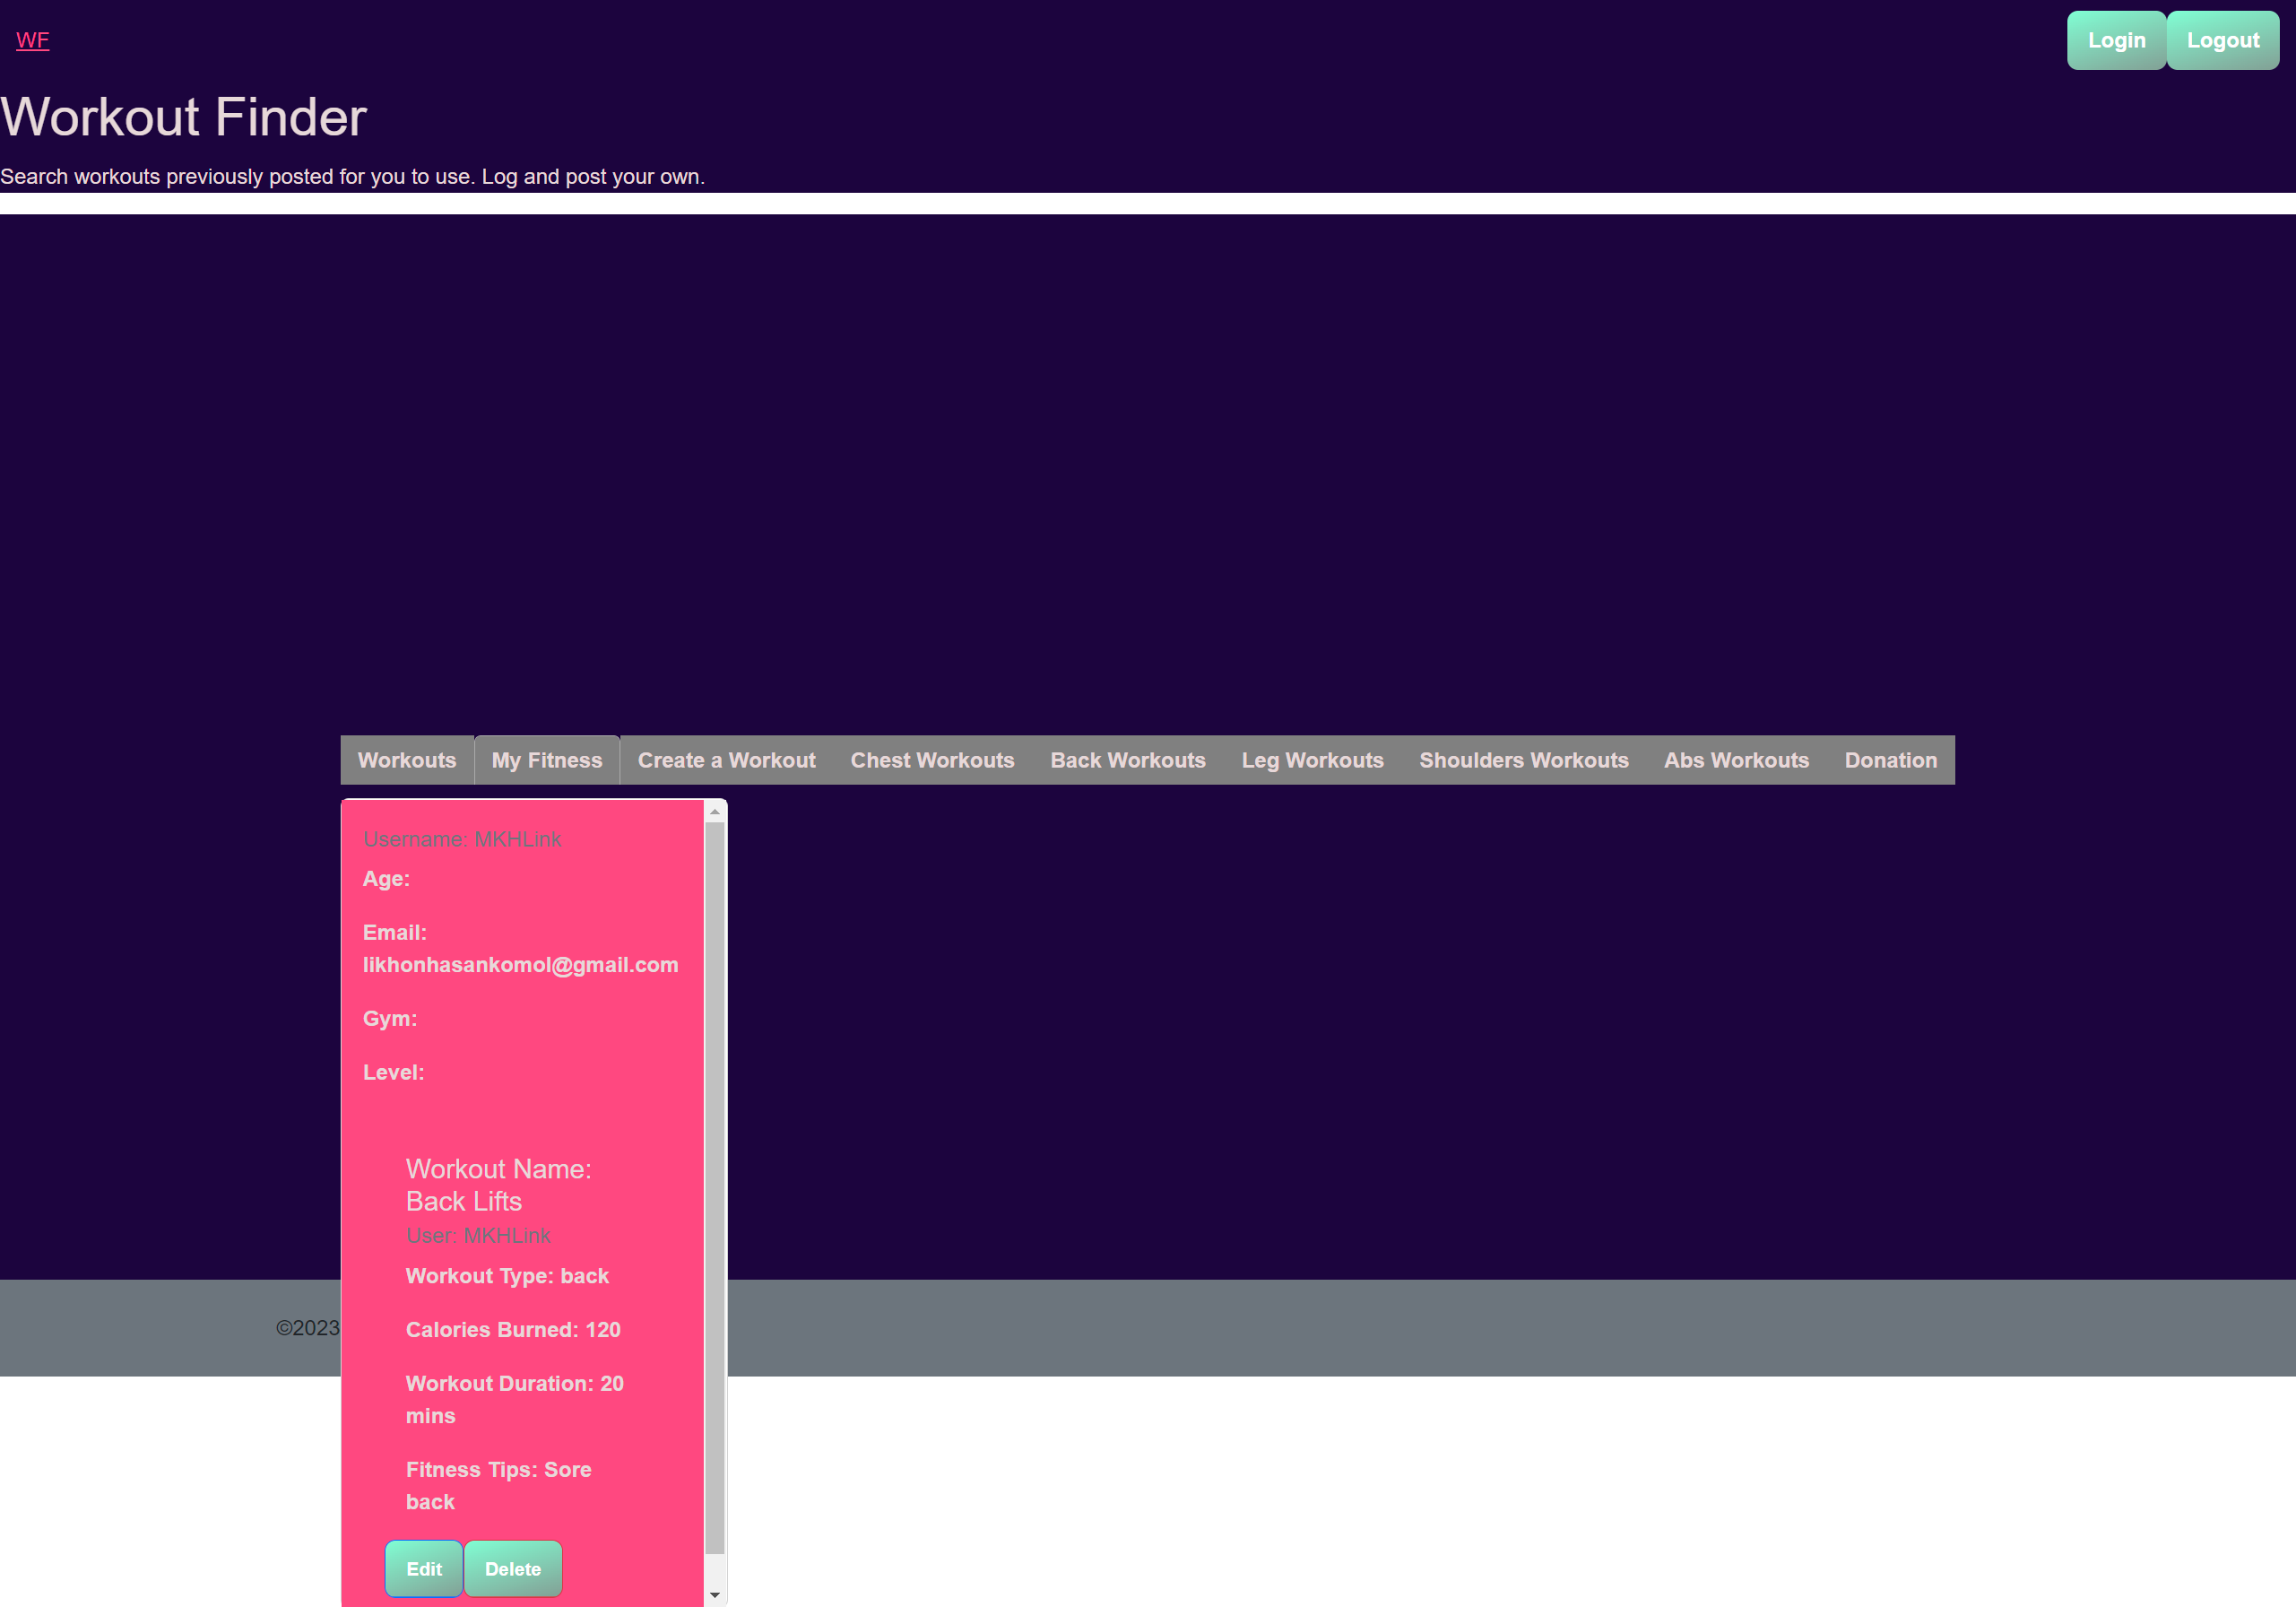 WF
Login
Logout
Workout Finder
Search workouts previously posted for you to use. Log and post your own.
Workouts
My Fitness
Create a Workout
Chest Workouts
Back Workouts
Leg Workouts
Shoulders Workouts
Abs Workouts
Donation
Username: MKHLink
Age:
Email:
likhonhasankomol@gmail.com
Gym:
Level:
Workout Name:
Back Lifts
User: MKHLink
Workout Type: back
Calories Burned: 120
©2023
Workout Duration: 20
mins
Fitness Tips: Sore
back
Edit
Delete